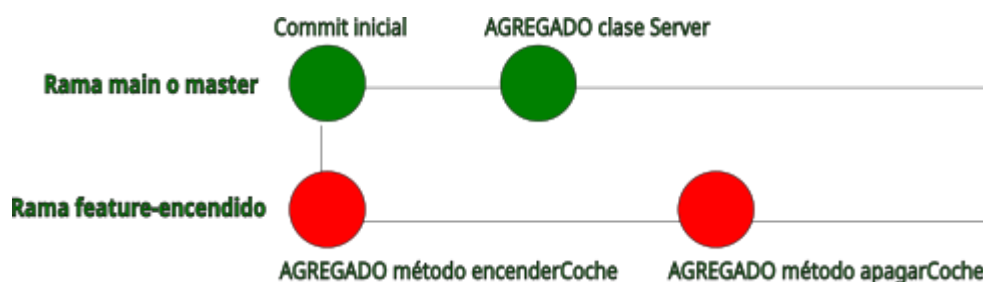 Commit inicial
AGREGADO clase Server
Rama main o master
Rama feature-encendido
AGREGADO método encenderCoche
AGREGADO método apagarCoche